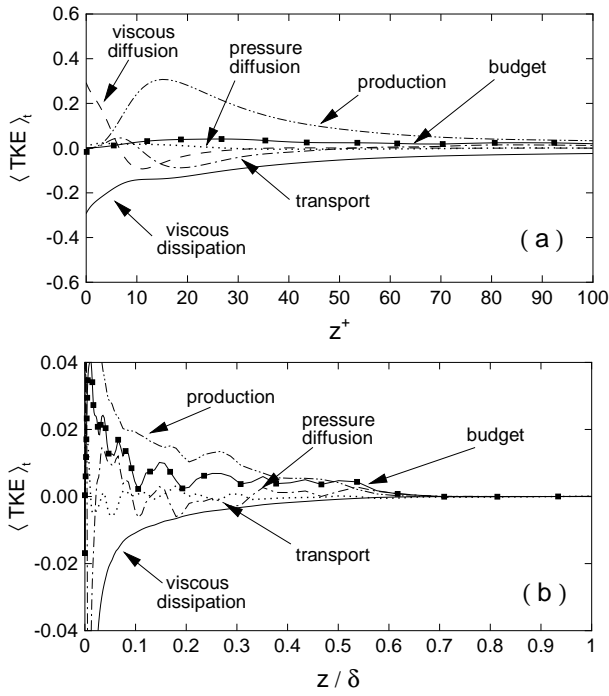 0.6
viscous
diffusion
pressure
diffusion
production
budget
0.4
0.2
0.0
-0.2
-0.4
-0.6
transport
viscous
dissipation
( a )
⟨ TKE ⟩t
0 10 20 30 40 50 60 70 80 90 100
z+
0.04
production
pressure
diffusion
budget
0.02
0.00
-0.02
-0.04
transport
viscous
dissipation
( b )
⟨ TKE ⟩t
0.0 0.1 0.2 0.3 0.4 0.5 0.6 0.7 0.8 0.9 1
z / δ